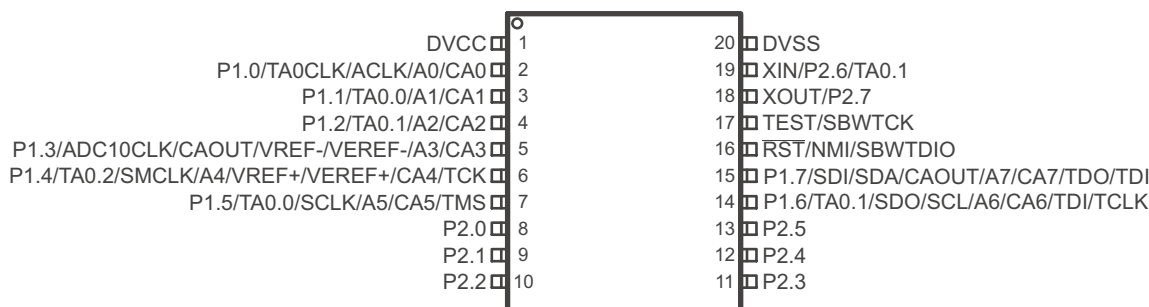 DVCC 1 20 DVSS
P1.0/TA0CLK/ACLK/A0/CA0 2 19 XIN/P2.6/TA0.1
P1.1/TA0.0/A1/CA1 3 18 XOUT/P2.7
P1.2/TA0.1/A2/CA2 4 17 TEST/SBWTCK
P1.3/ADC10CLK/CAOUT/VREF-/VEREF-/A3/CA3 5 16 RST/NMI/SBWTDIO
P1.4/TA0.2/SMCLK/A4/VREF+/VEREF+/CA4/TCK 6 15 P1.7/SDI/SDA/CAOUT/A7/CA7/TDO/TDI
P1.5/TA0.0/SCLK/A5/CA5/TMS 7 14 P1.6/TA0.1/SDO/SCL/A6/CA6/TDI/TCLK
P2.0 8 13 P2.5
P2.1 9 12 P2.4
P2.2 10 11 P2.3